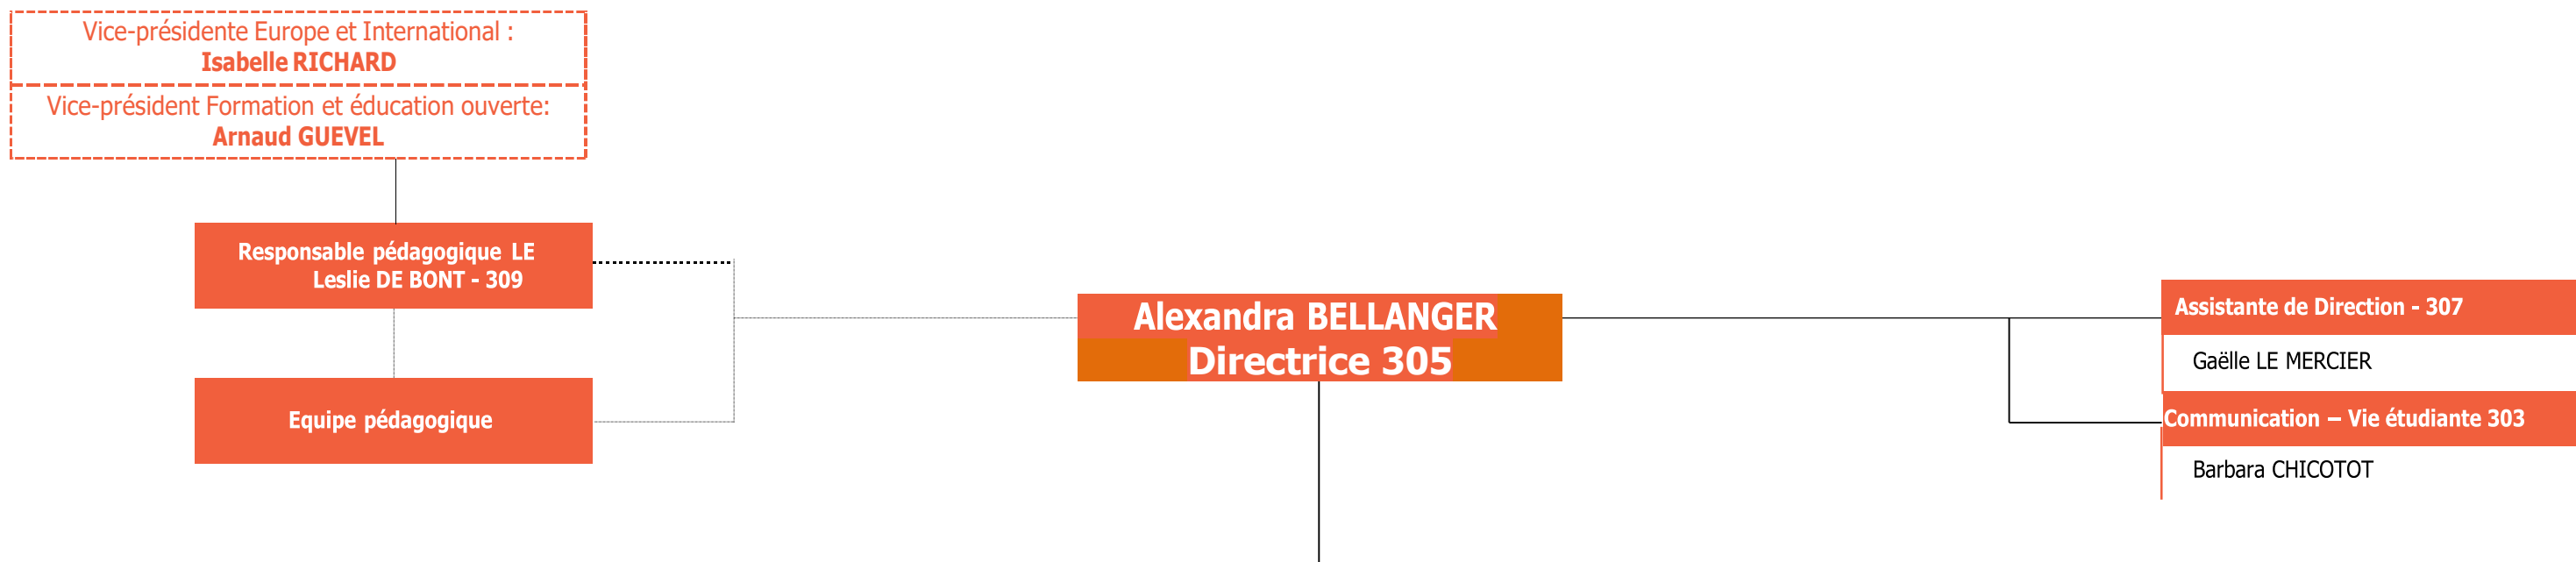 Vice-présidente Europe et International :
Isabelle RICHARD
Vice-président Formation et éducation ouverte:
Arnaud GUEVEL
Responsable pédagogique LE
Leslie DE BONT - 309
Equipe pédagogique
Alexandra BELLANGER
Directrice 305
Assistante de Direction - 307
Gaëlle LE MERCIER
Communication – Vie étudiante 303
Barbara CHICOTOT